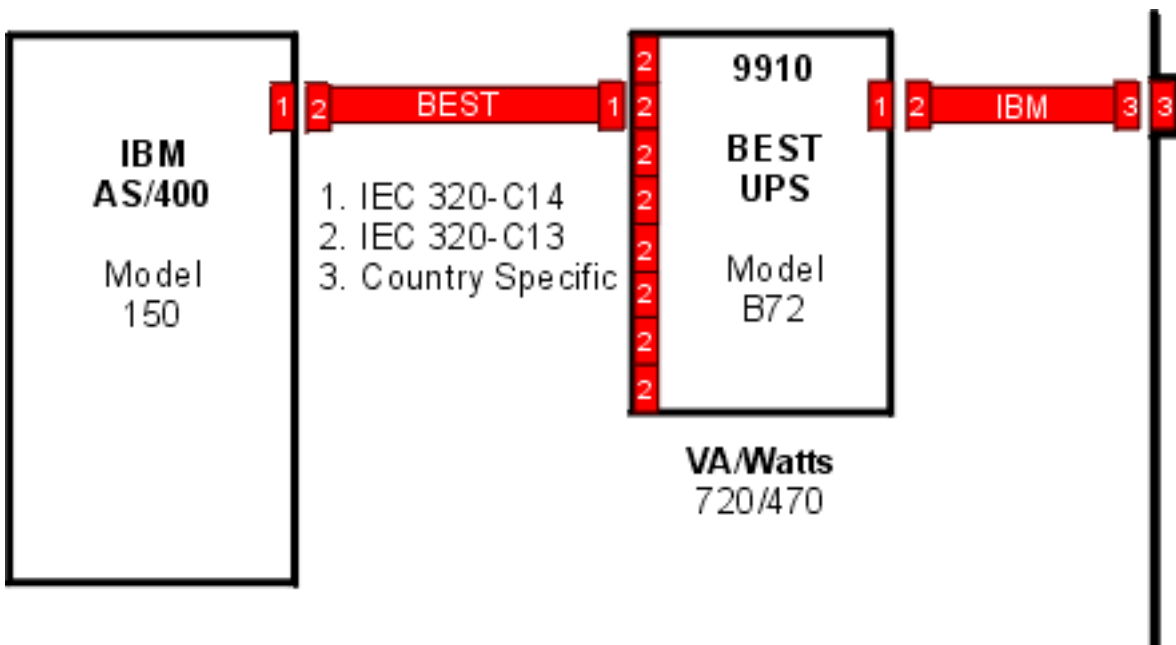 IBM
AS/400
Model
150
1
2
BEST
1
1. IEC 320-C14
2. IEC 320-C13
3. Country Specific
2
2
2
2
2
2
2
2
9910
BEST
UPS
Model
B72
1
VA/Watts
720/470
2
IBM
3
3